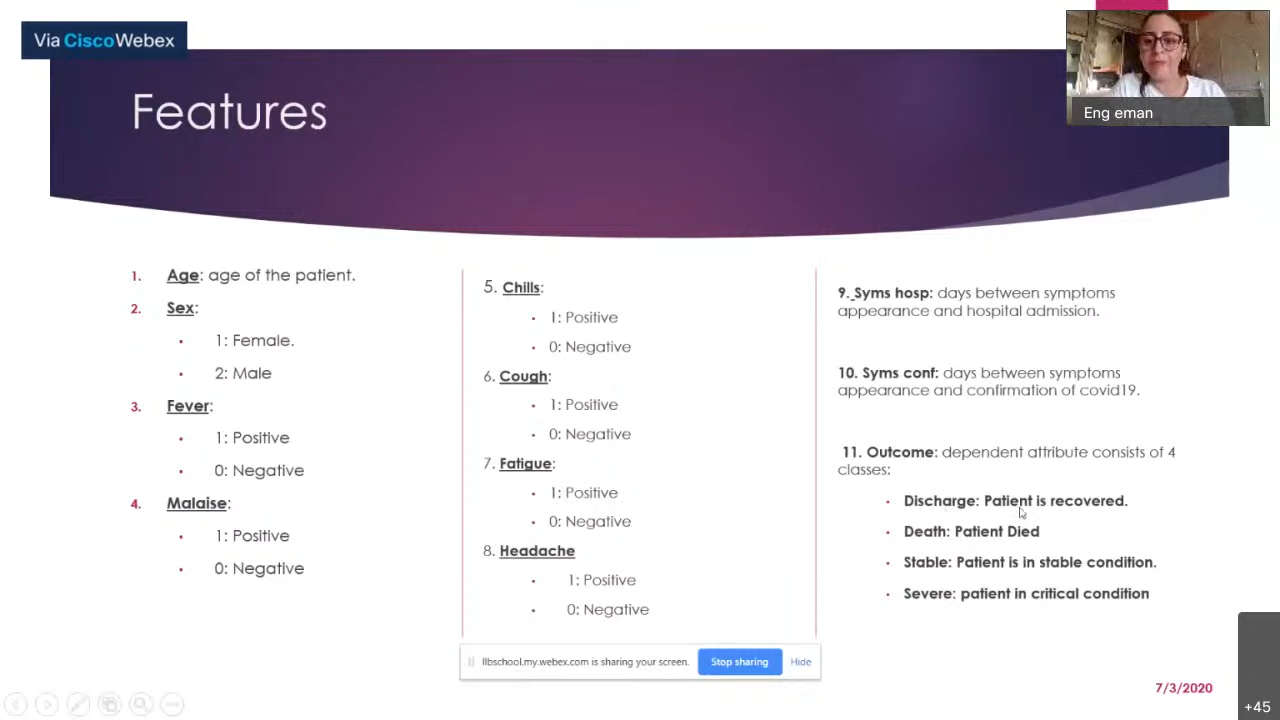 Via CiscoWebex
Eng eman
Features
1. Age: age of the patient.
2. Sex:
• 1: Female.
• 2: Male
3. Fever:
• 1: Positive
• 0: Negative
4. Malaise:
• 1: Positive
• 0: Negative
5. Chills:
• 1: Positive
• 0: Negative
6. Cough:
• 1: Positive
• 0: Negative
7. Fatigue:
• 1: Positive
• 0: Negative
8. Headache
• 1: Positive
• 0: Negative
9. Syms hosp: days between symptoms
appearance and hospital admission.
10. Syms conf: days between symptoms
appearance and confirmation of covid19.
11. Outcome: dependent attribute consists of 4
classes:
• Discharge: Patient is recovered.
• Death: Patient Died
• Stable: Patient is in stable condition.
• Severe: patient in critical condition
llbschool.my.webex.com is sharing your screen. Stop sharing Hide
7/3/2020
+45